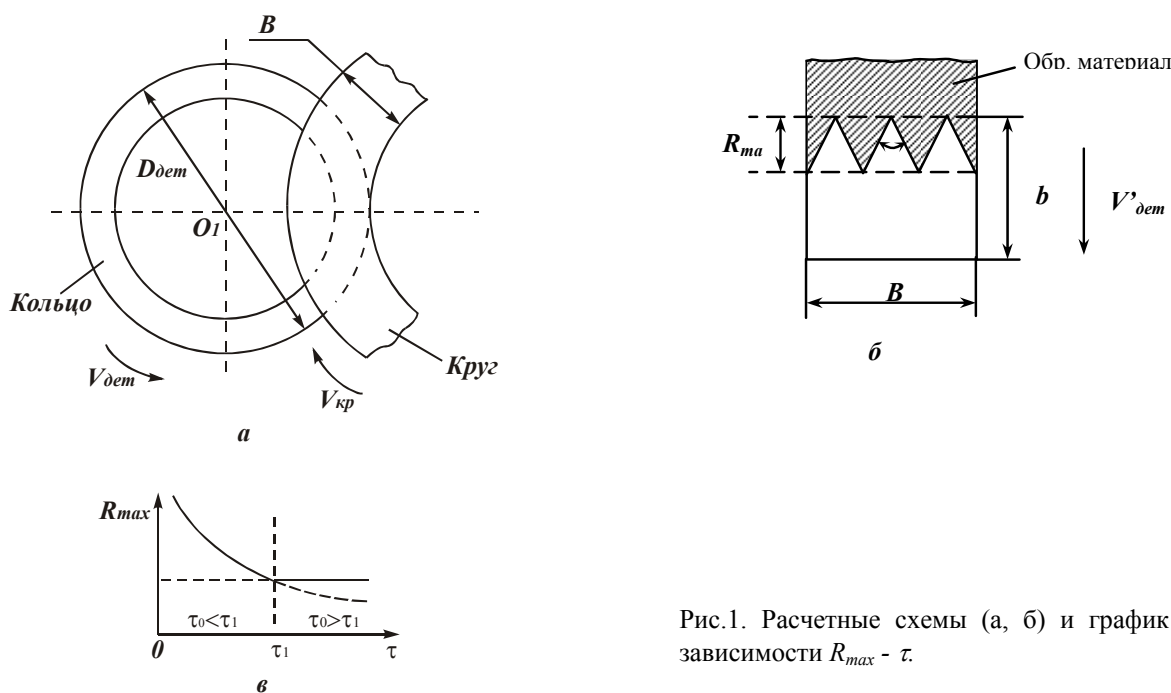 B
Dдет
O1
Кольцо
Vдет
Vкр
Круг
а
Обр. материал
Rma
b
V’дет
B
б
Rmax
τ0<τ1
τ0>τ1
0
τ1
τ
в
Рис.1. Расчетные схемы (а, б) и график
зависимости Rmax - τ.